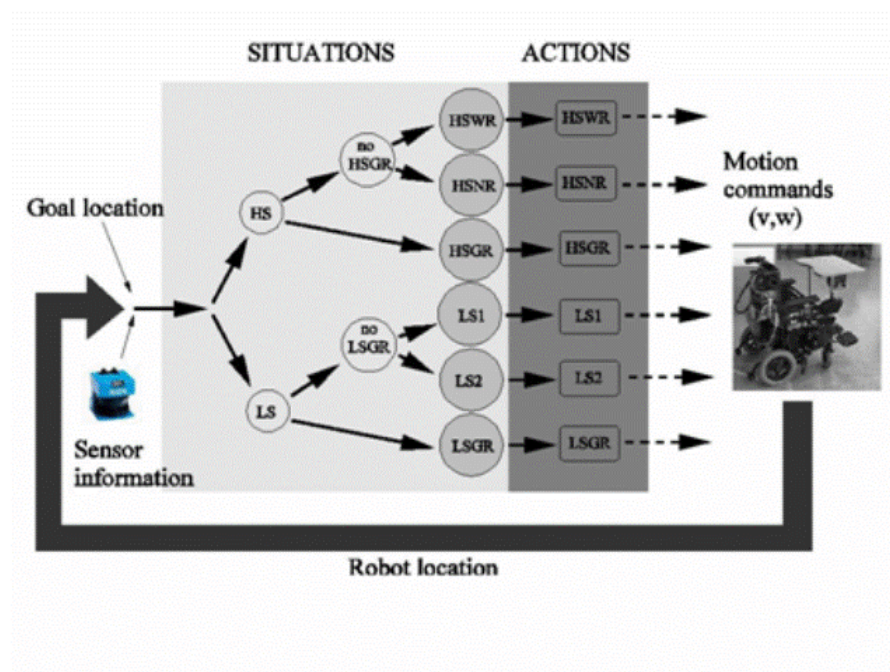 SITUATIONS
ACTIONS
HSWR
HSWR
no
HSGR
HSNR
HSNR
Motion
commands
(v,w)
Goal location
HS
HSGR
HSGR
LS1
LS1
no
LSGR
LS2
LS2
LS
LSGR
LSGR
Sensor
information
Robot location